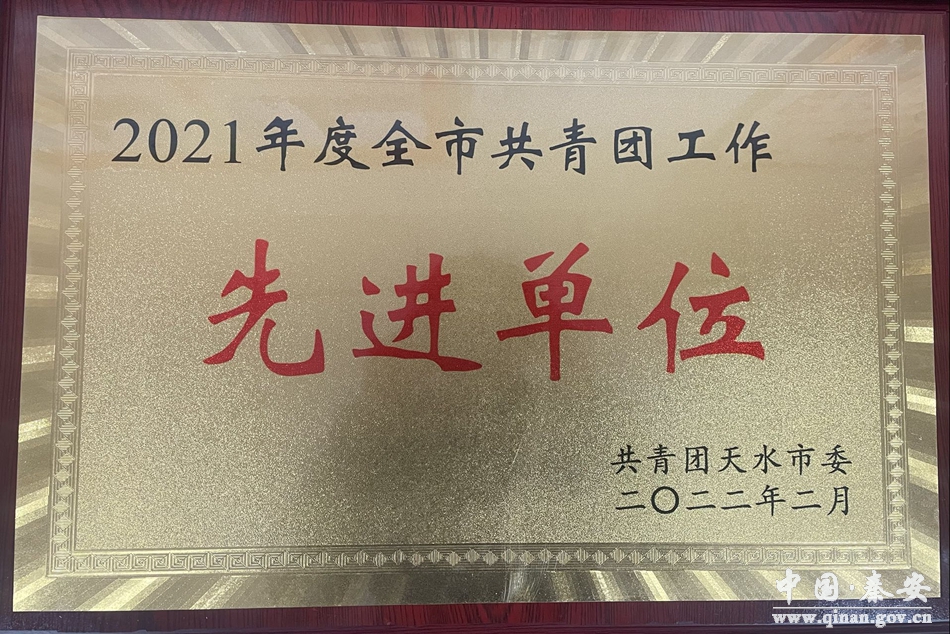 2021年度全市共青团工作
先进单位
共青团天水市委
二〇二二年二月
中国·秦安
www.qinan.gov.cn